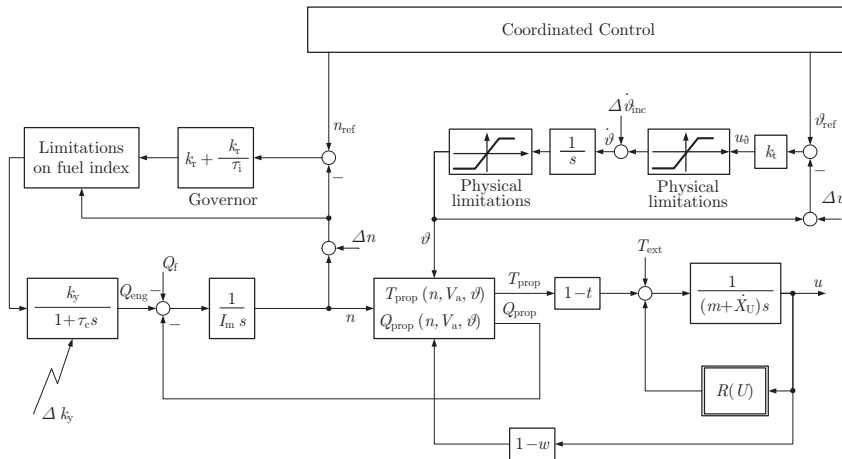 Coordinated Control
n_ref
Δϑ̇_inc
ϑ_ref
Limitations
on fuel index
k_r + k_r/τ_i
Governor
−
1/s
ϑ̇
u_ϑ
k_t
−
Physical
limitations
Physical
limitations
Δn
ϑ
k_y/(1+τ_c s)
Q_eng
−
Q_f
−
1/(I_m s)
n
T_prop (n, V_a, ϑ)
Q_prop (n, V_a, ϑ)
T_prop
Q_prop
1−t
T_ext
1/((m+Ẋ_U)s)
u
Δ k_y
R(U)
1−w